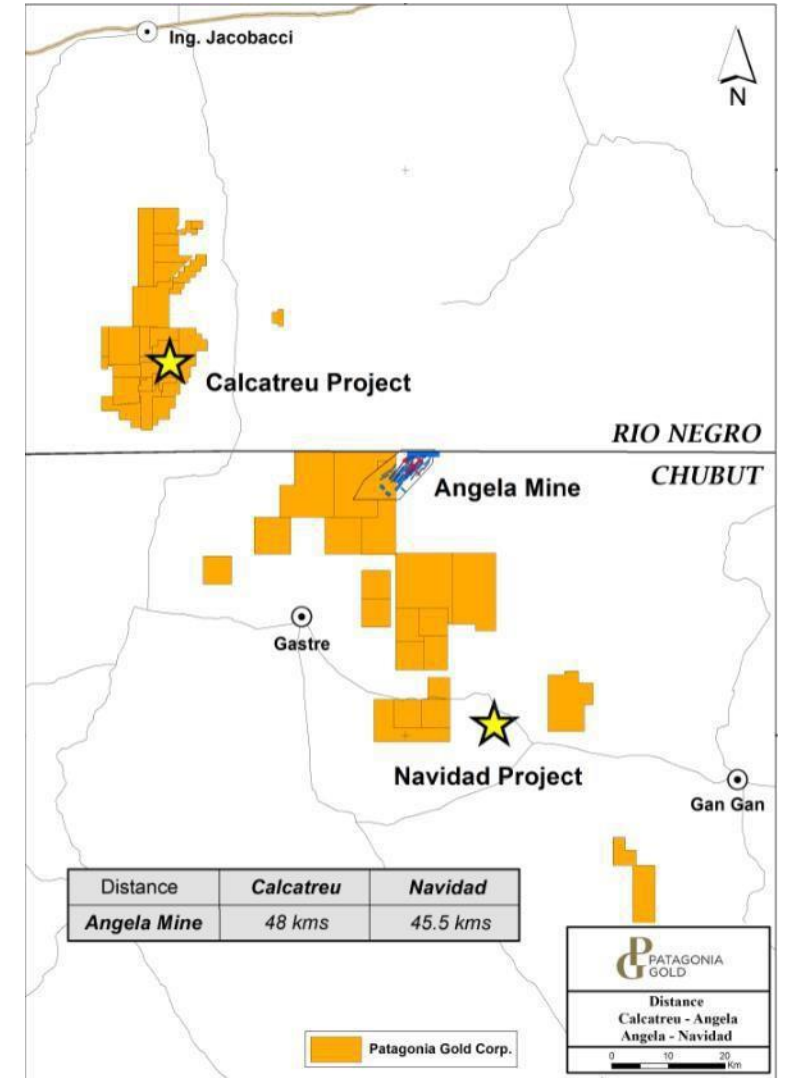 Ing. Jacobacci
N
Calcatreu Project
RIO NEGRO
CHUBUT
Angela Mine
Gastre
Navidad Project
Gan Gan
Distance Calcatreu Navidad
Angela Mine 48 kms 45.5 kms
PATAGONIA
GOLD
Distance
Calcatreu - Angela
Angela - Navidad
0 10 20
Km
Patagonia Gold Corp.